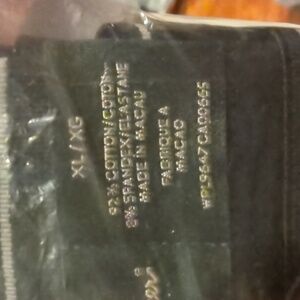 XL/XG
92% COTTON/COTON
8% SPANDEX/ELASTANE
MADE IN MACAU
FABRIQUE A
MACAO